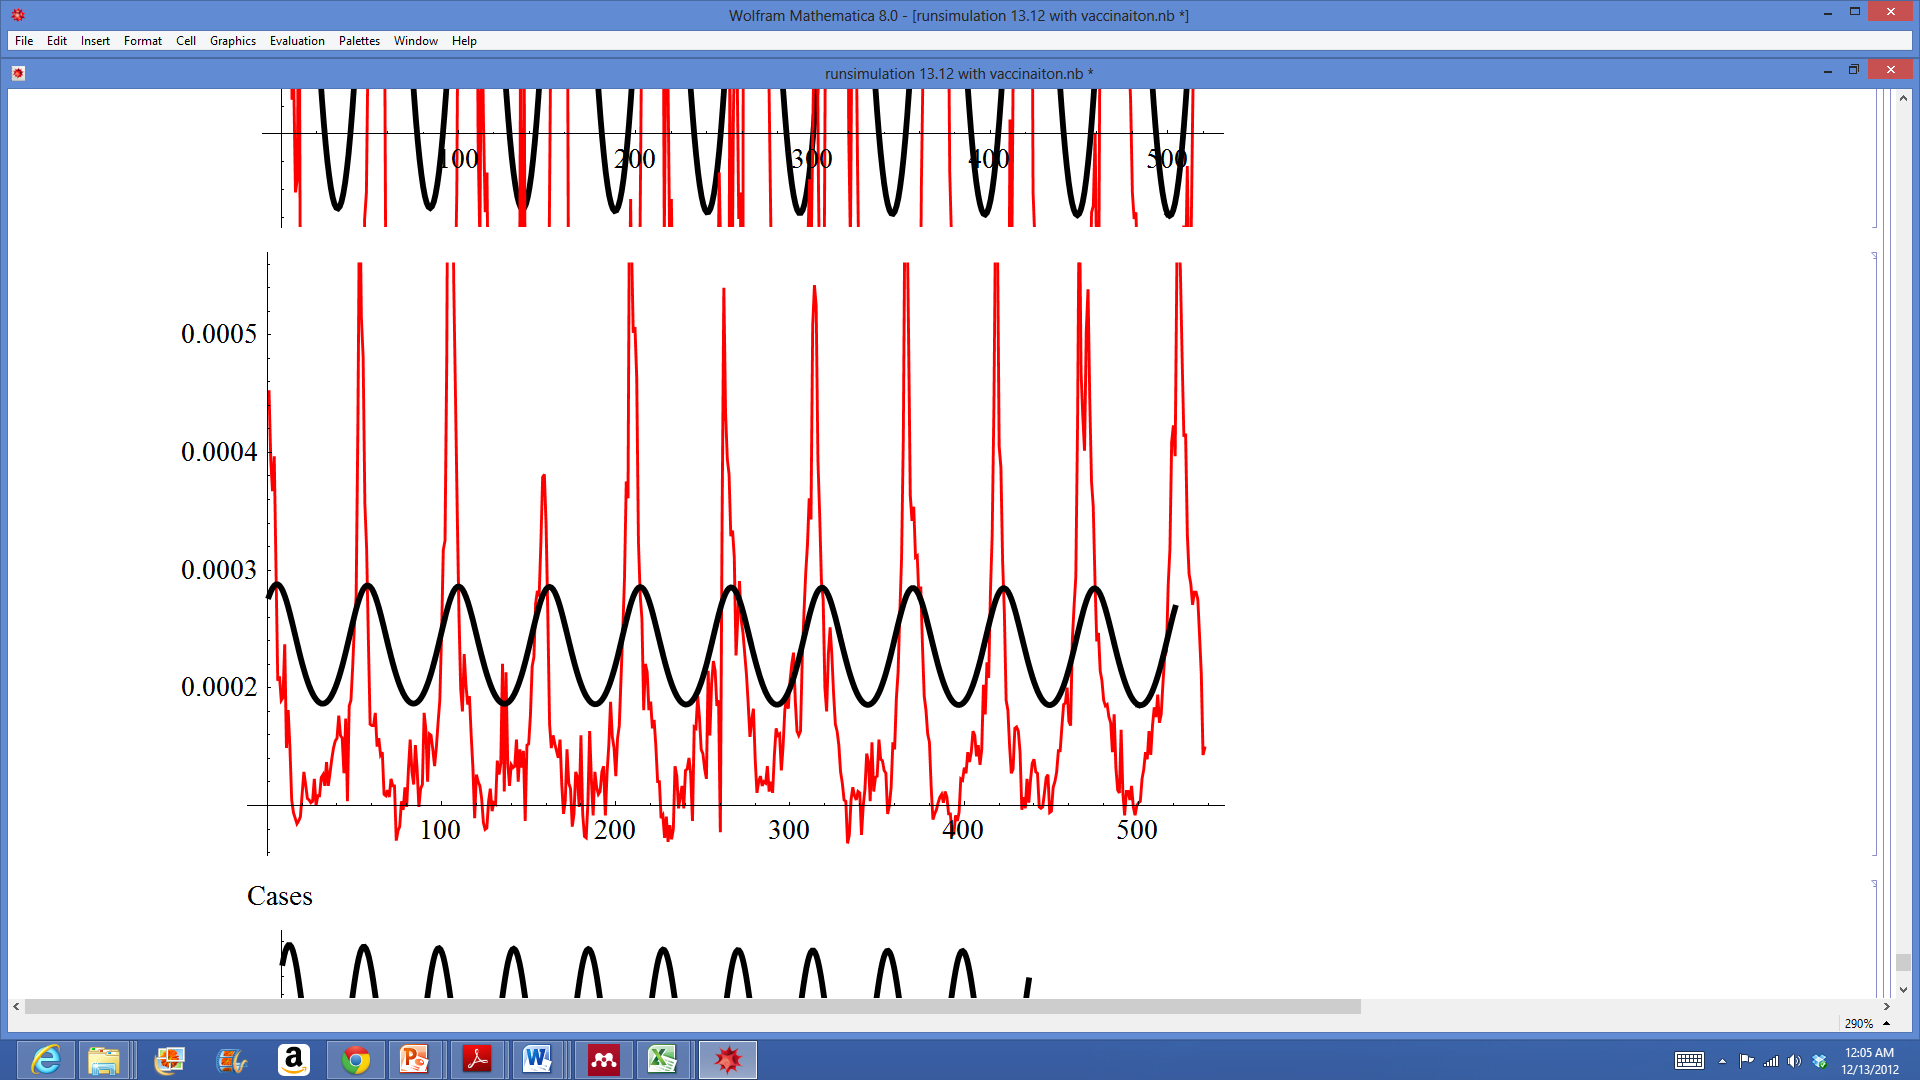 Wolfram Mathematica 8.0 - [runsimulation 13.12 with vaccinaiton.nb *]
File Edit Insert Format Cell Graphics Evaluation Palettes Window Help
runsimulation 13.12 with vaccinaiton.nb *
100 200 300 400 500
0.0005
0.0004
0.0003
0.0002
100 200 300 400 500
Cases
290%
12:05 AM
12/13/2012